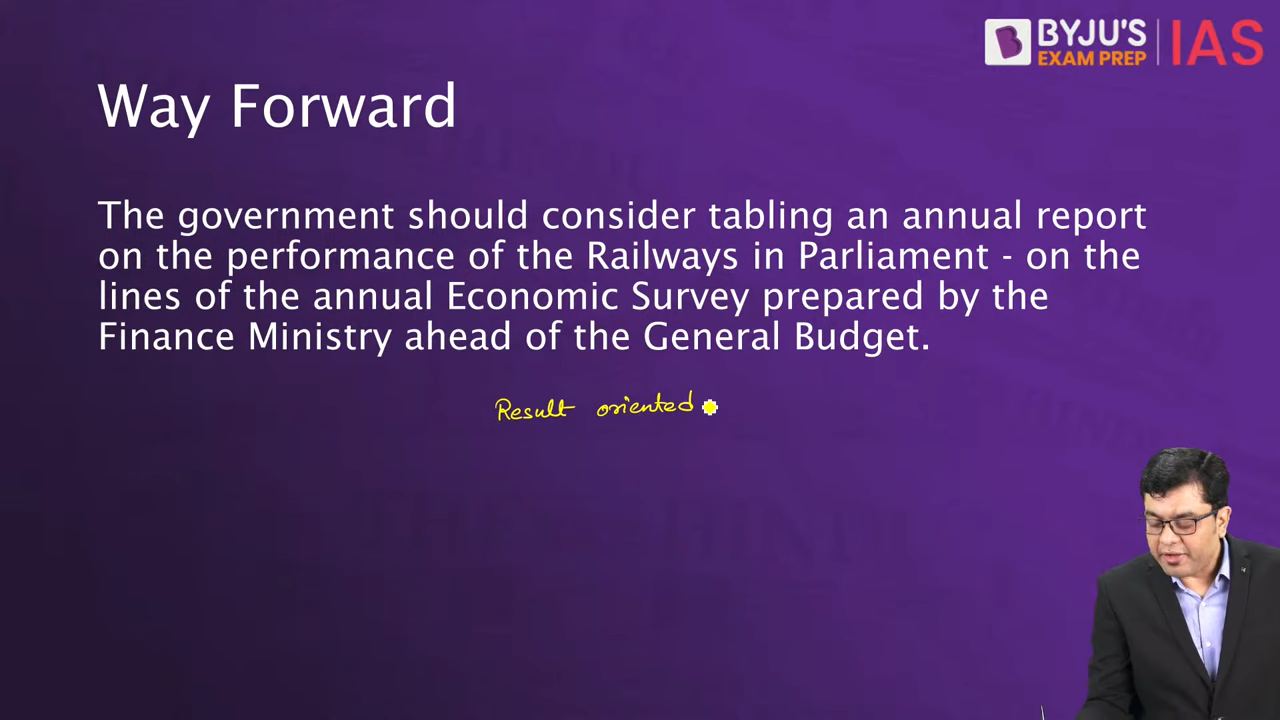 BYJU'S
EXAM PREP
IAS
Way Forward
The government should consider tabling an annual report
on the performance of the Railways in Parliament - on the
lines of the annual Economic Survey prepared by the
Finance Ministry ahead of the General Budget.
Result oriented